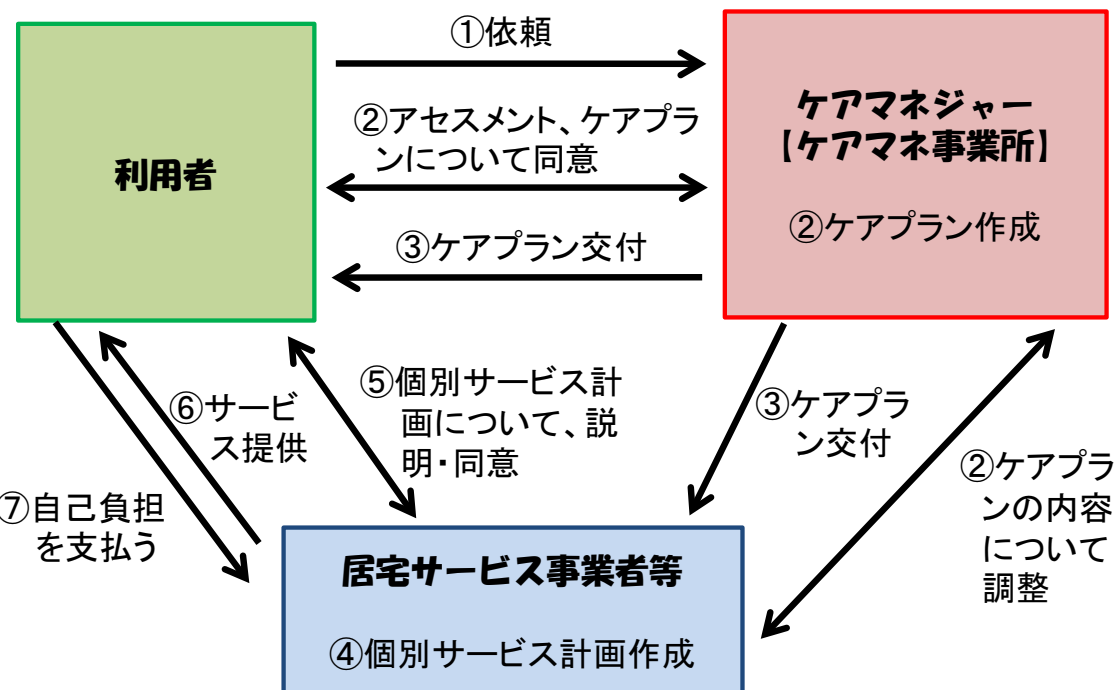 ①依頼
②アセスメント、ケアプラ
ンについて同意
③ケアプラン交付
利用者
ケアマネジャー
【ケアマネ事業所】
②ケアプラン作成
⑥サービ
ス提供
⑤個別サービス計
画について、説
明・同意
③ケアプラ
ン交付
②ケアプラ
ンの内容
について
調整
⑦自己負担
を支払う
居宅サービス事業者等
④個別サービス計画作成